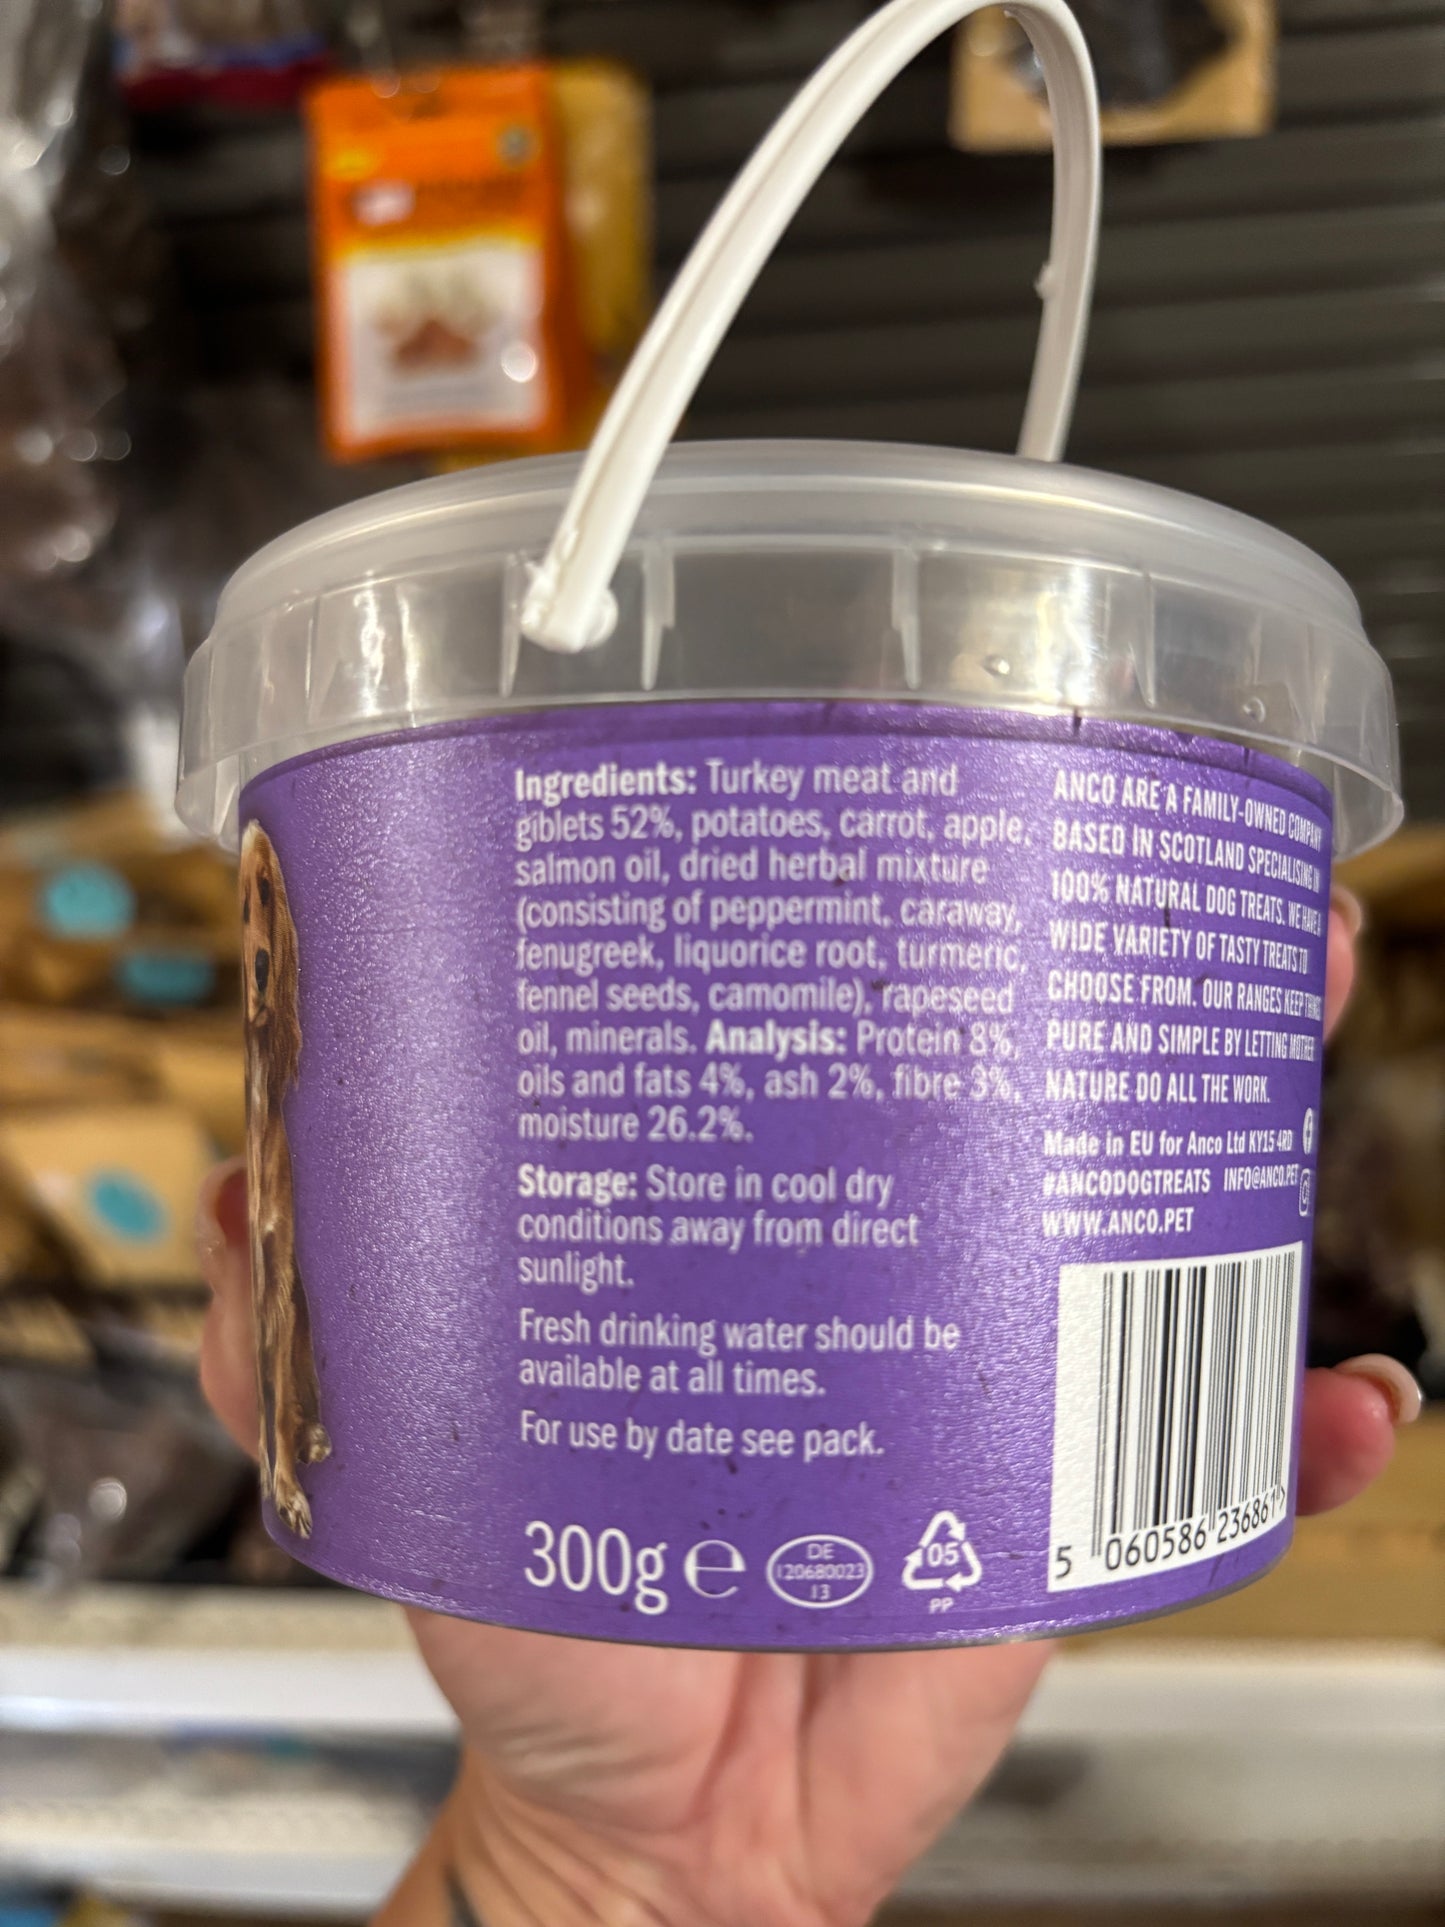 Ingredients: Turkey meat and
giblets 52%, potatoes, carrot, apple,
salmon oil, dried herbal mixture
(consisting of peppermint, caraway,
fenugreek, liquorice root, turmeric,
fennel seeds, camomile), rapeseed
oil, minerals. Analysis: Protein 8%,
oils and fats 4%, ash 2%, fibre 3%,
moisture 26.2%.
Storage: Store in cool dry
conditions away from direct
sunlight.
Fresh drinking water should be
available at all times.
For use by date see pack.
300g e
DE
120680023
13
05
PP
ANCO ARE A FAMILY-OWNED COMPANY
BASED IN SCOTLAND SPECIALISING IN
100% NATURAL DOG TREATS. WE HAVE A
WIDE VARIETY OF TASTY TREATS TO
CHOOSE FROM. OUR RANGES KEEP THINGS
PURE AND SIMPLE BY LETTING MOTHER
NATURE DO ALL THE WORK.
Made in EU for Anco Ltd KY15 4RD
#ANCODOGTREATS INFO@ANCO.PET
WWW.ANCO.PET
5 060586 236861 >